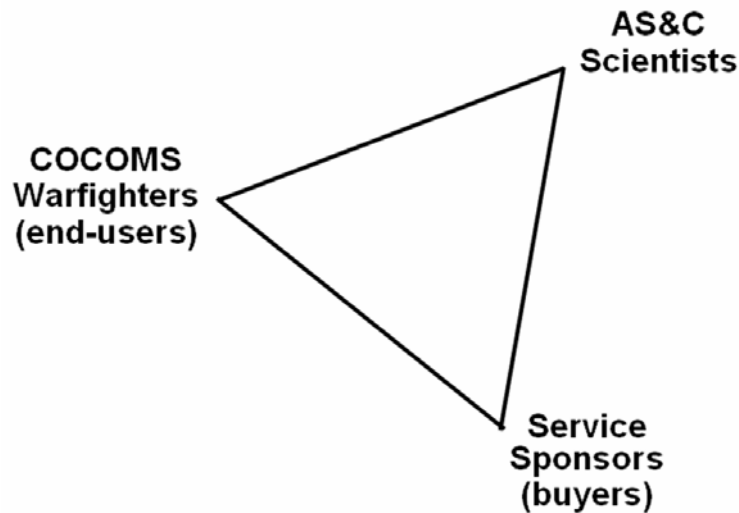 AS&C
Scientists
COCOMS
Warfighters
(end-users)
Service
Sponsors
(buyers)